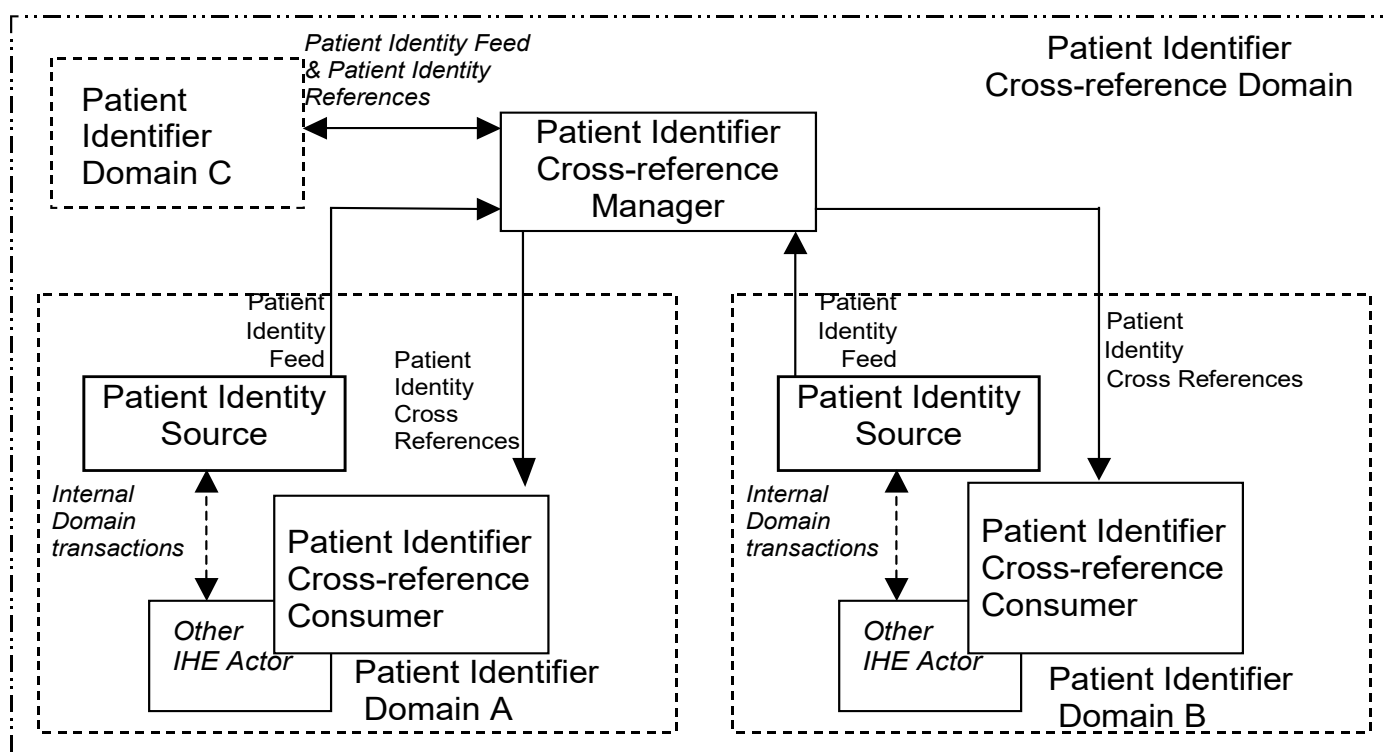 Patient Identity Feed
& Patient Identity
References
Patient Identifier
Cross-reference Domain
Patient
Identifier
Domain C
Patient Identifier
Cross-reference
Manager
Patient
Identity
Feed
Patient
Identity
Cross
References
Patient Identity
Source
Internal
Domain
transactions
Patient Identifier
Cross-reference
Consumer
Other
IHE Actor
Patient Identifier
Domain A
Patient
Identity
Feed
Patient
Identity
Cross References
Patient Identity
Source
Internal
Domain
transactions
Patient Identifier
Cross-reference
Consumer
Other
IHE Actor
Patient Identifier
Domain B